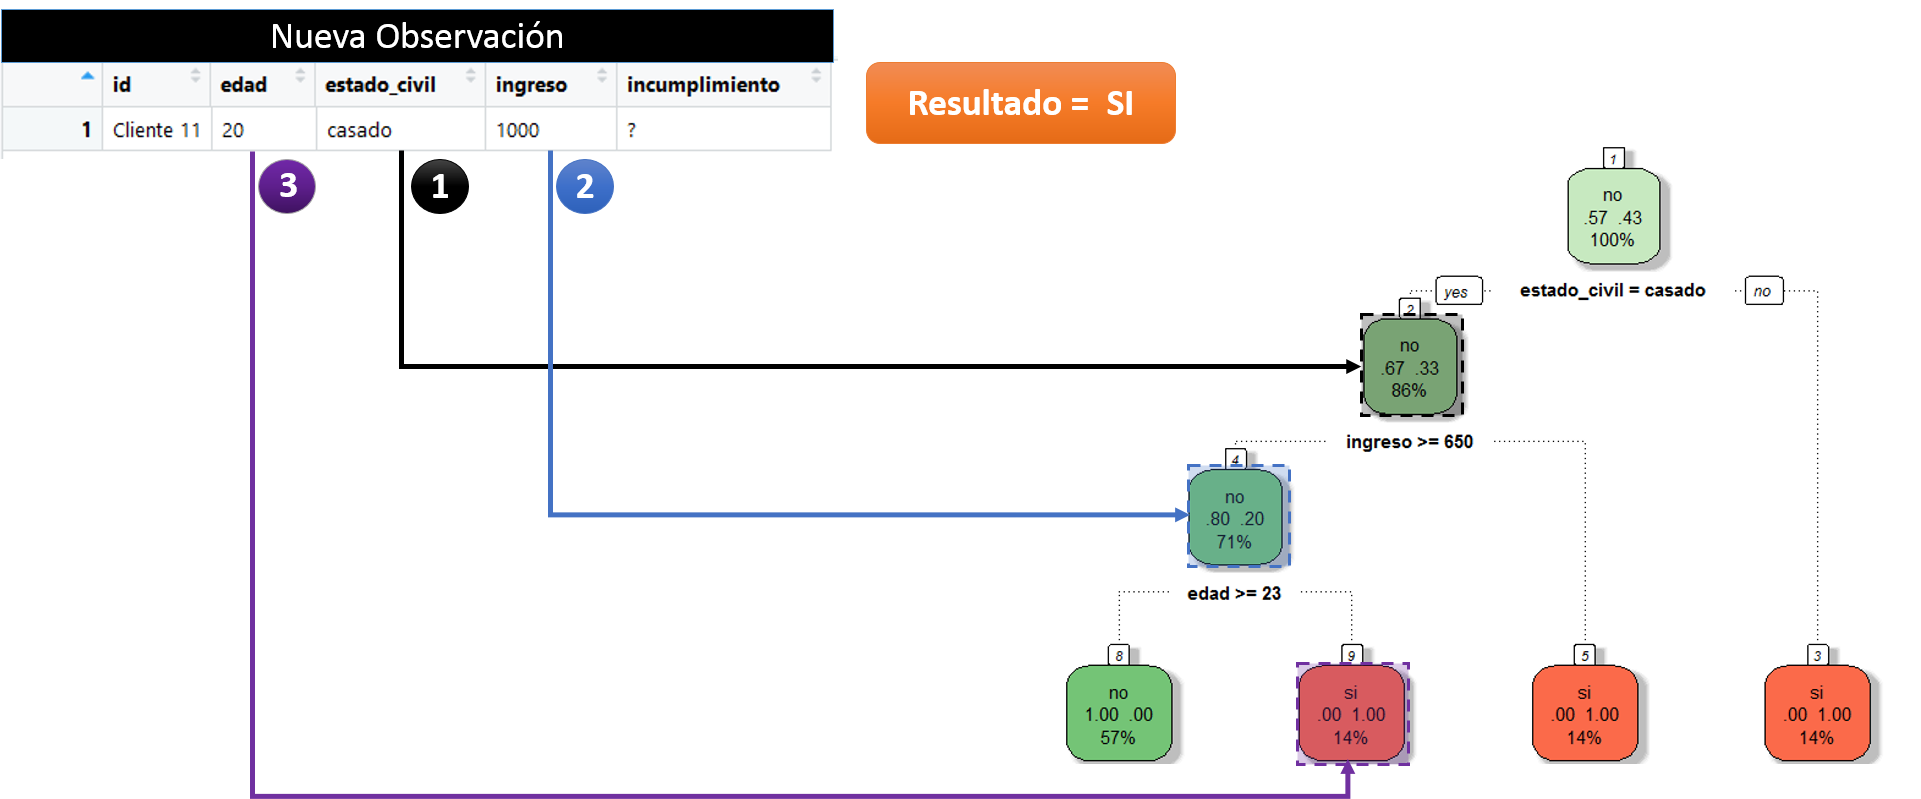 Nueva Observación
id edad estado_civil ingreso incumplimiento
1 Cliente 11 20 casado 1000 ?
Resultado = SI
3 1 2
1
no
.57 .43
100%
yes estado_civil = casado no
2
no
.67 .33
86%
ingreso >= 650
4
no
.80 .20
71%
edad >= 23
8 9 5 3
no si si si
1.00 .00 .00 1.00 .00 1.00 .00 1.00
57% 14% 14% 14%